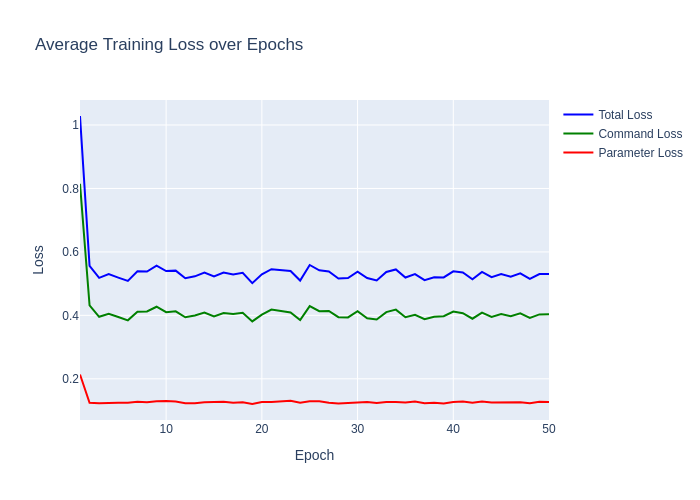 Average Training Loss over Epochs
Total Loss
Command Loss
Parameter Loss
Loss
1
0.8
0.6
0.4
0.2
10
20
30
40
50
Epoch